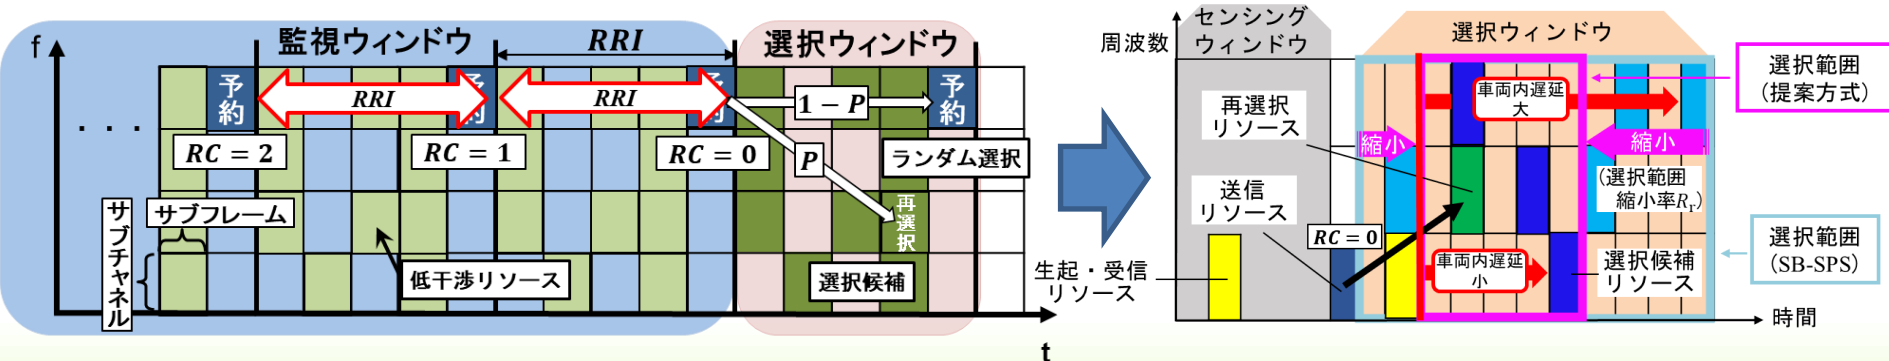 f
監視ウィンドウ
RRI
選択ウィンドウ
予約
RRI
予約
RRI
予約
1 − P
予約
. . .
RC = 2
RC = 1
RC = 0
P
ランダム選択
サブフレーム
再選択
サブチャネル
低干渉リソース
選択候補
t
センシング
ウィンドウ
周波数
選択ウィンドウ
選択範囲
(提案方式)
再選択
リソース
車両内遅延
大
縮小
縮小
(選択範囲
縮小率Rr)
送信
リソース
RC = 0
選択範囲
(SB-SPS)
生起・受信
リソース
車両内遅延
小
選択候補
リソース
時間